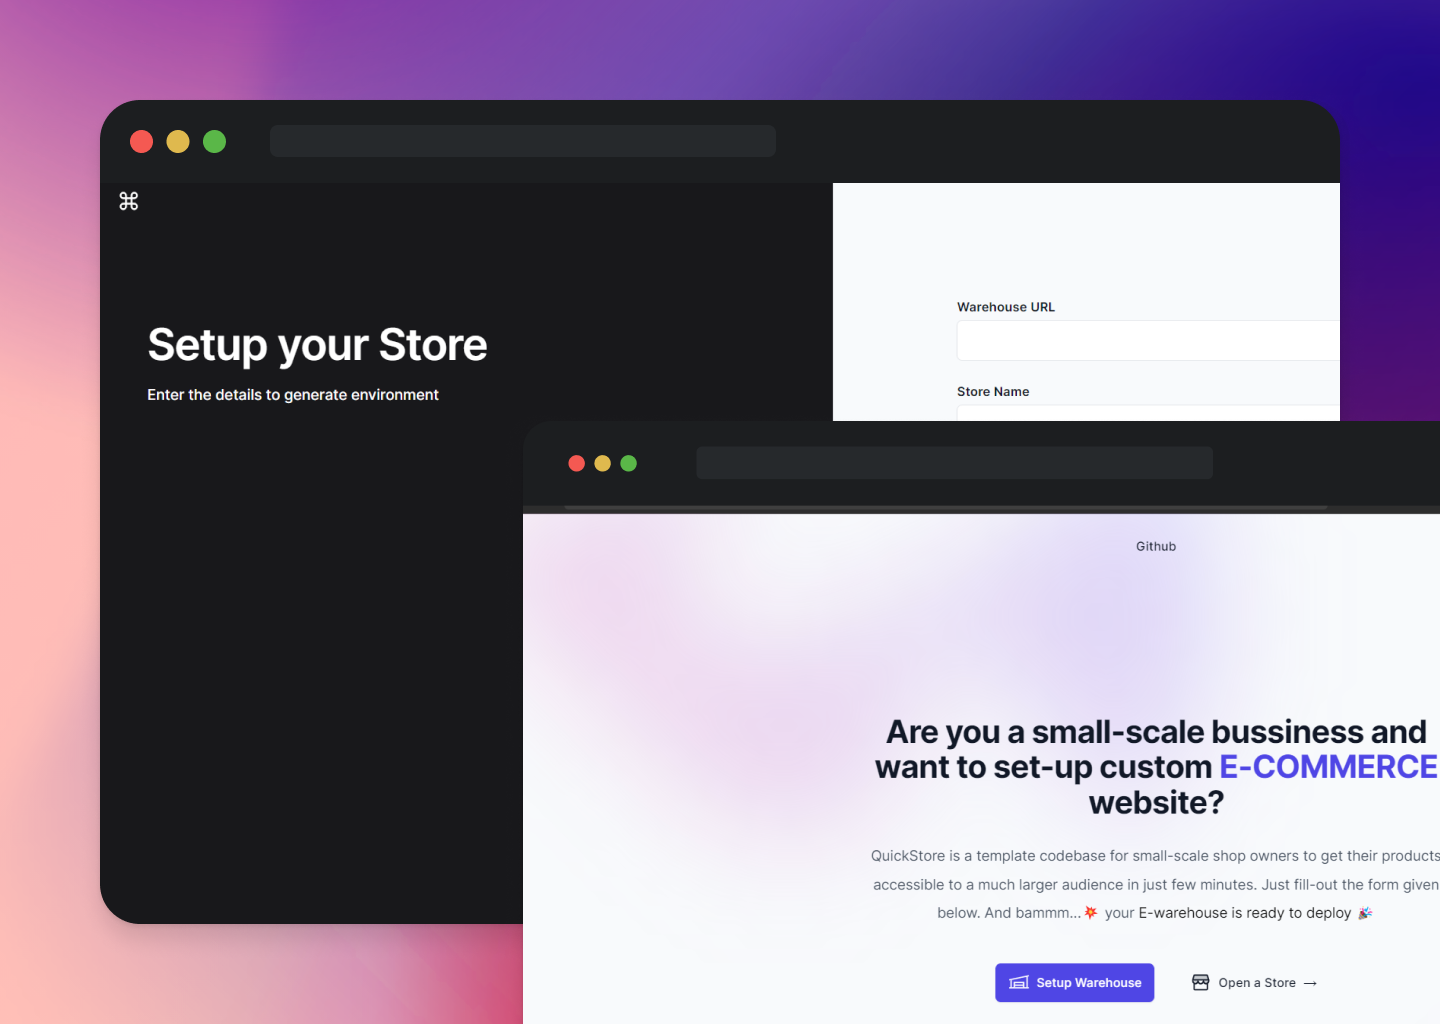 ⌘
Setup your Store
Enter the details to generate environment
Warehouse URL
Store Name
Github
Are you a small-scale bussiness and
want to set-up custom E-COMMERCE
website?
QuickStore is a template codebase for small-scale shop owners to get their products
accessible to a much larger audience in just few minutes. Just fill-out the form given
below. And bammm...💥 your E-warehouse is ready to deploy 🎉
Setup Warehouse
Open a Store →